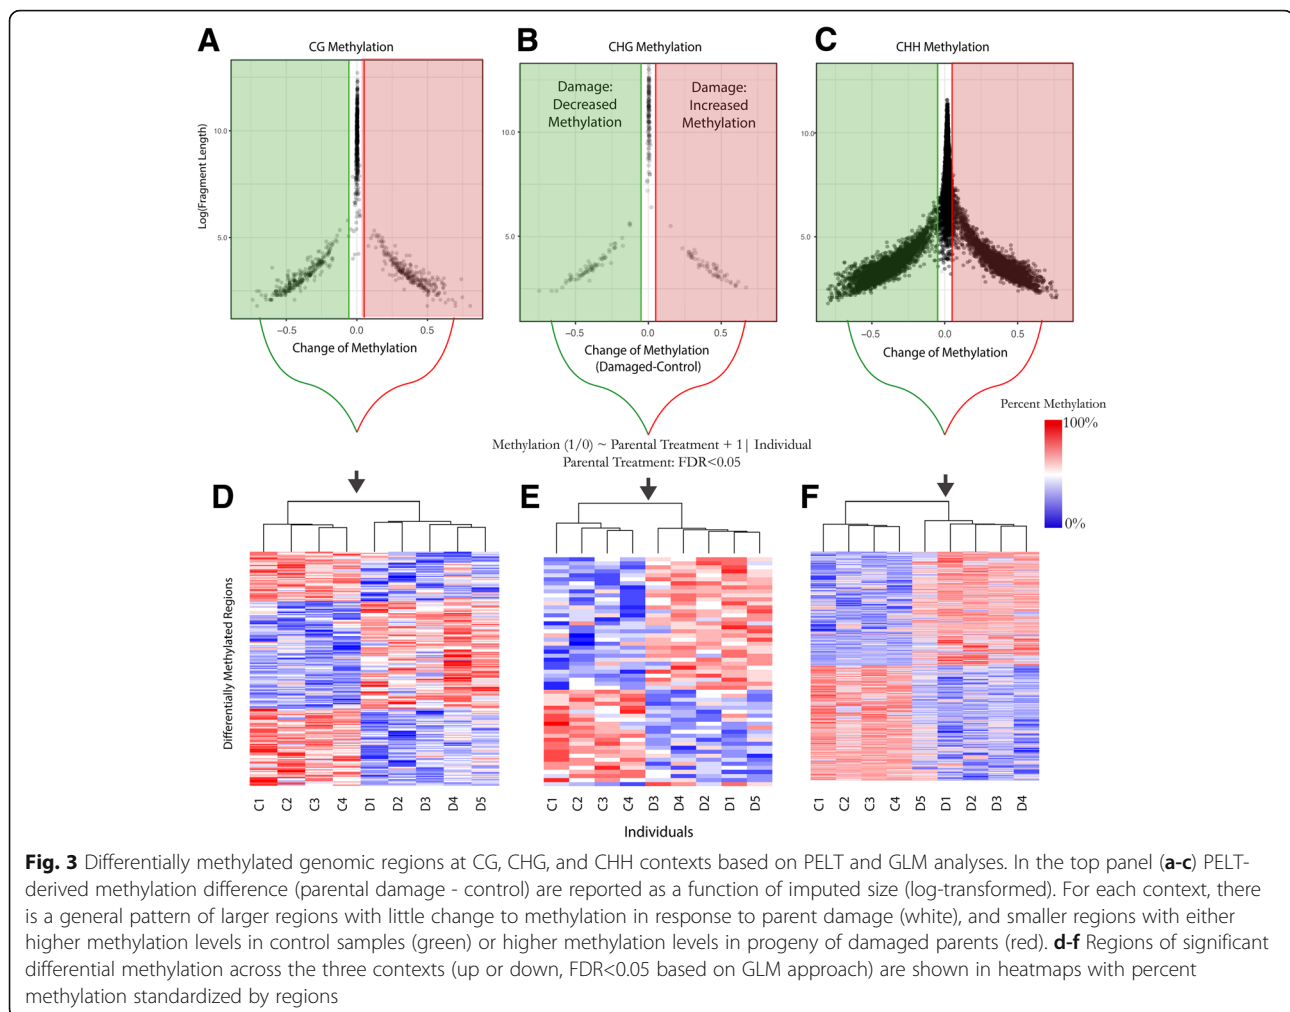 A
CG Methylation
B
CHG Methylation
C
CHH Methylation
Log(Fragment Length)
10.0
5.0
-0.5
0.0
0.5
Change of Methylation
Damage:
Decreased
Methylation
Damage:
Increased
Methylation
10.0
5.0
-0.5
0.0
0.5
Change of Methylation
(Damaged-Control)
10.0
5.0
-0.5
0.0
0.5
Change of Methylation
Percent Methylation
100%
0%
Methylation (1/0) ~ Parental Treatment + 1| Individual
Parental Treatment: FDR<0.05
D
E
F
Differentially Methylated Regions
C1 C2 C3 C4 D1 D2 D3 D4 D5
C1 C2 C3 C4 D3 D4 D2 D1 D5
C1 C2 C3 C4 D5 D1 D2 D3 D4
Individuals
Fig. 3 Differentially methylated genomic regions at CG, CHG, and CHH contexts based on PELT and GLM analyses. In the top panel (a-c) PELT-
derived methylation difference (parental damage - control) are reported as a function of imputed size (log-transformed). For each context, there
is a general pattern of larger regions with little change to methylation in response to parent damage (white), and smaller regions with either
higher methylation levels in control samples (green) or higher methylation levels in progeny of damaged parents (red). d-f Regions of significant
differential methylation across the three contexts (up or down, FDR<0.05 based on GLM approach) are shown in heatmaps with percent
methylation standardized by regions